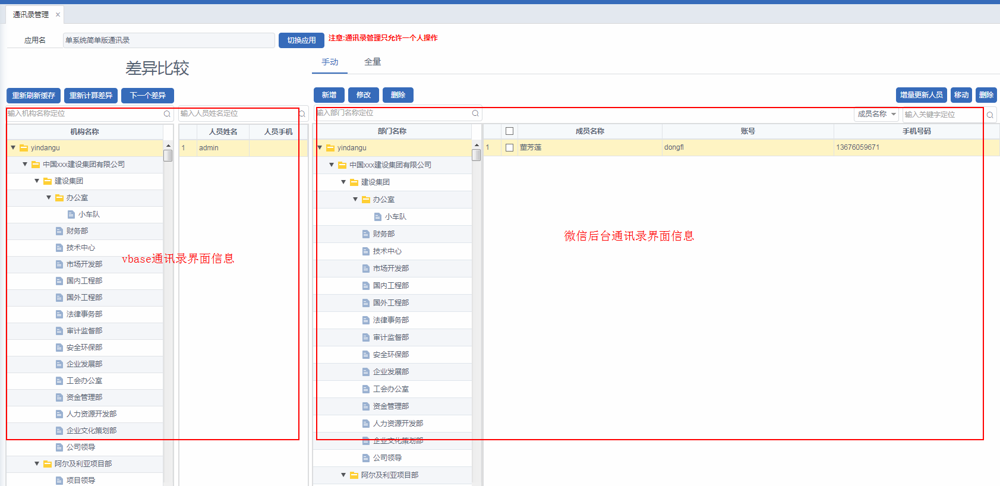 通讯录管理 ×
应用名 单系统简单版通讯录 切换应用 注意:通讯录管理只允许一个人操作
差异比较
手动 全量
重新刷新缓存 重新计算差异 下一个差异
新增 修改 删除
增量更新人员 移动 删除
输入机构名称定位
输入人员姓名定位
输入部门名称定位
成员名称 输入关键字定位
机构名称
yindangu
中国xxx建设集团有限公司
建设集团
办公室
小车队
财务部
技术中心
市场开发部
国内工程部
国外工程部
法律事务部
审计监督部
安全环保部
企业发展部
工会办公室
资金管理部
人力资源开发部
企业文化策划部
公司领导
阿尔及利亚项目部
项目领导
人员姓名 人员手机
1 admin
vbase通讯录界面信息
部门名称
yindangu
中国xxx建设集团有限公司
建设集团
办公室
小车队
财务部
技术中心
市场开发部
国内工程部
国外工程部
法律事务部
审计监督部
安全环保部
企业发展部
工会办公室
资金管理部
人力资源开发部
企业文化策划部
公司领导
阿尔及利亚项目部
成员名称 账号 手机号码
1 董芳莲 dongfl 13676059671
微信后台通讯录界面信息